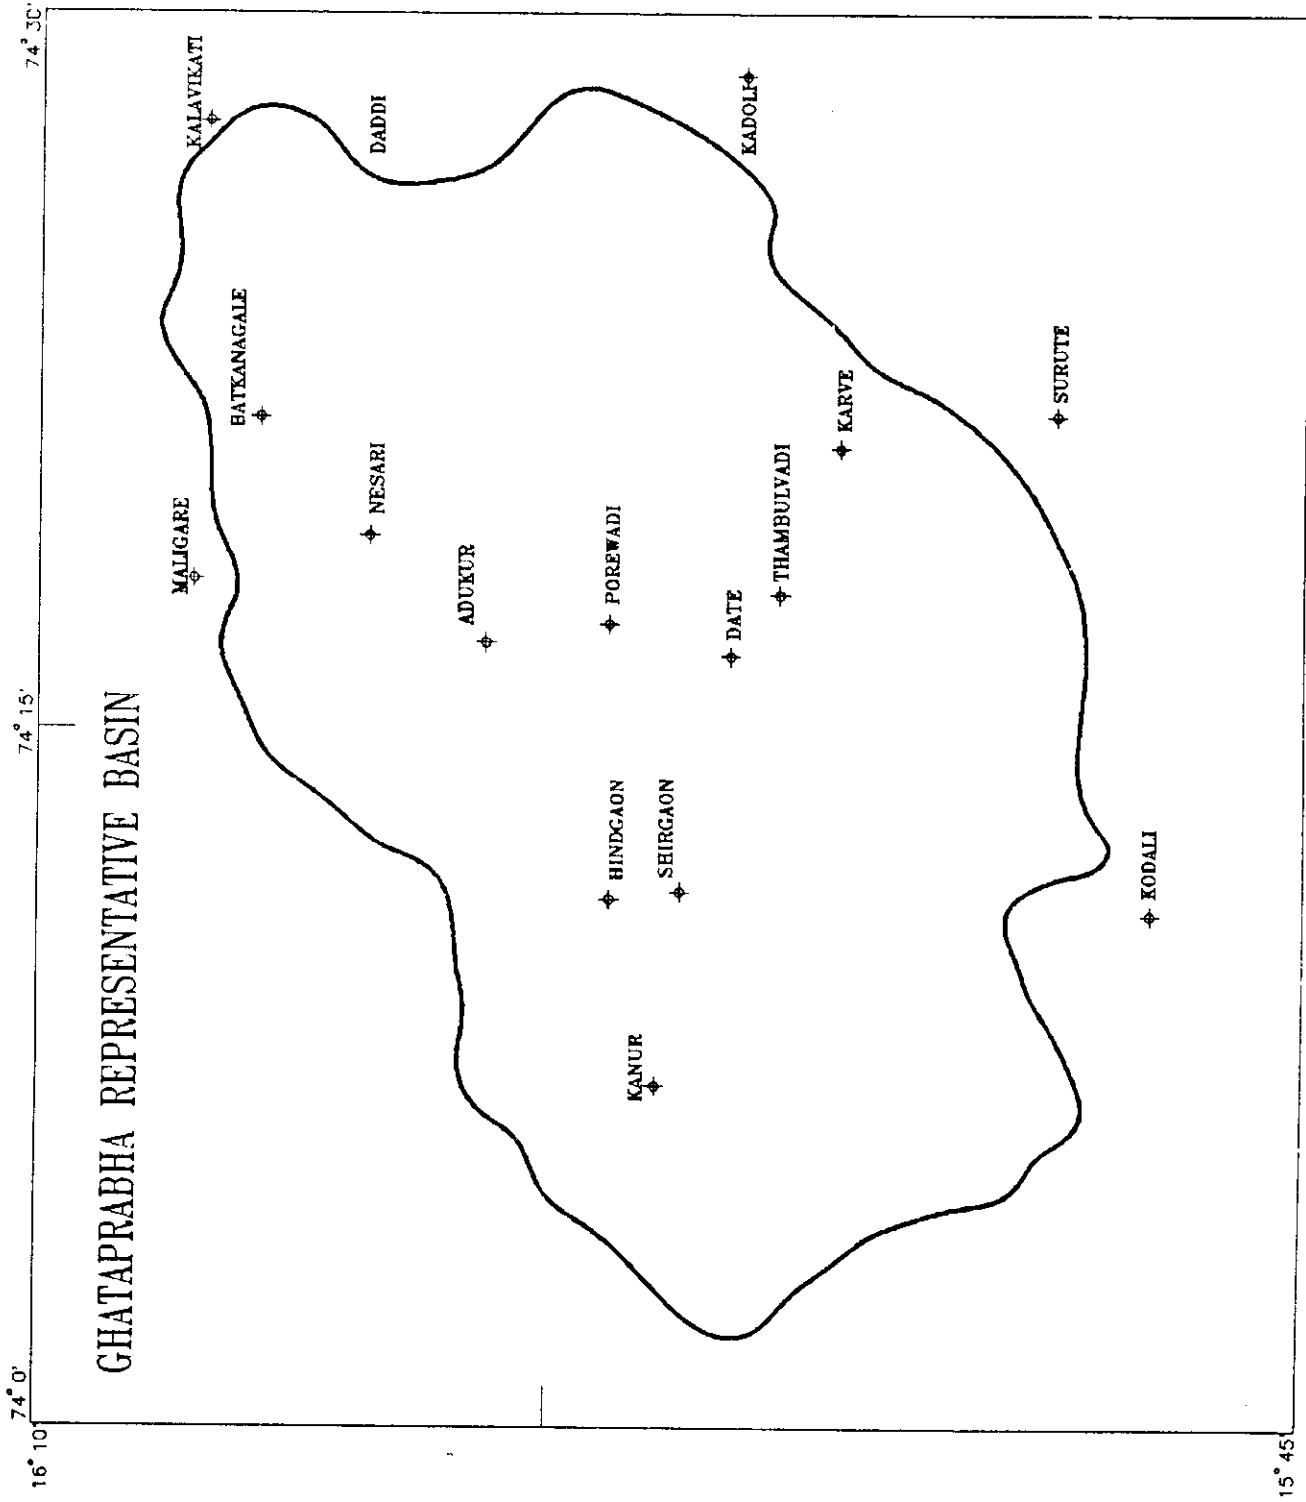 74° 0'
74° 15'
74° 30'
16° 10'
GHATAPRABHA REPRESENTATIVE BASIN
KALAVIKATI
MALIGARE
BATKANAGALE
DADDI
NESARI
ADUKUR
POREWADI
HINDGAON
KANUR
SHIRGAON
DATE
KADOLI
THAMBULVADI
KARVE
SURUTE
KODALI
15° 45'